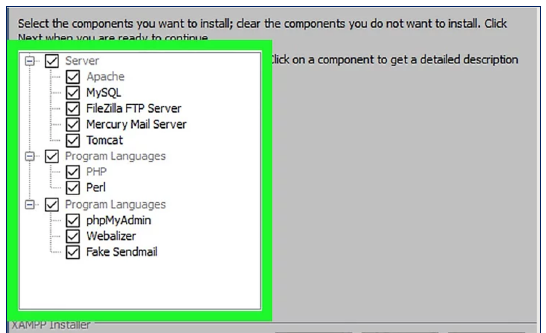 Select the components you want to install; clear the components you do not want to install. Click
Next when you are ready to continue
Server
Click on a component to get a detailed description
Apache
MySQL
FileZilla FTP Server
Mercury Mail Server
Tomcat
Program Languages
PHP
Perl
Program Languages
phpMyAdmin
Webalizer
Fake Sendmail
XAMPP Installer